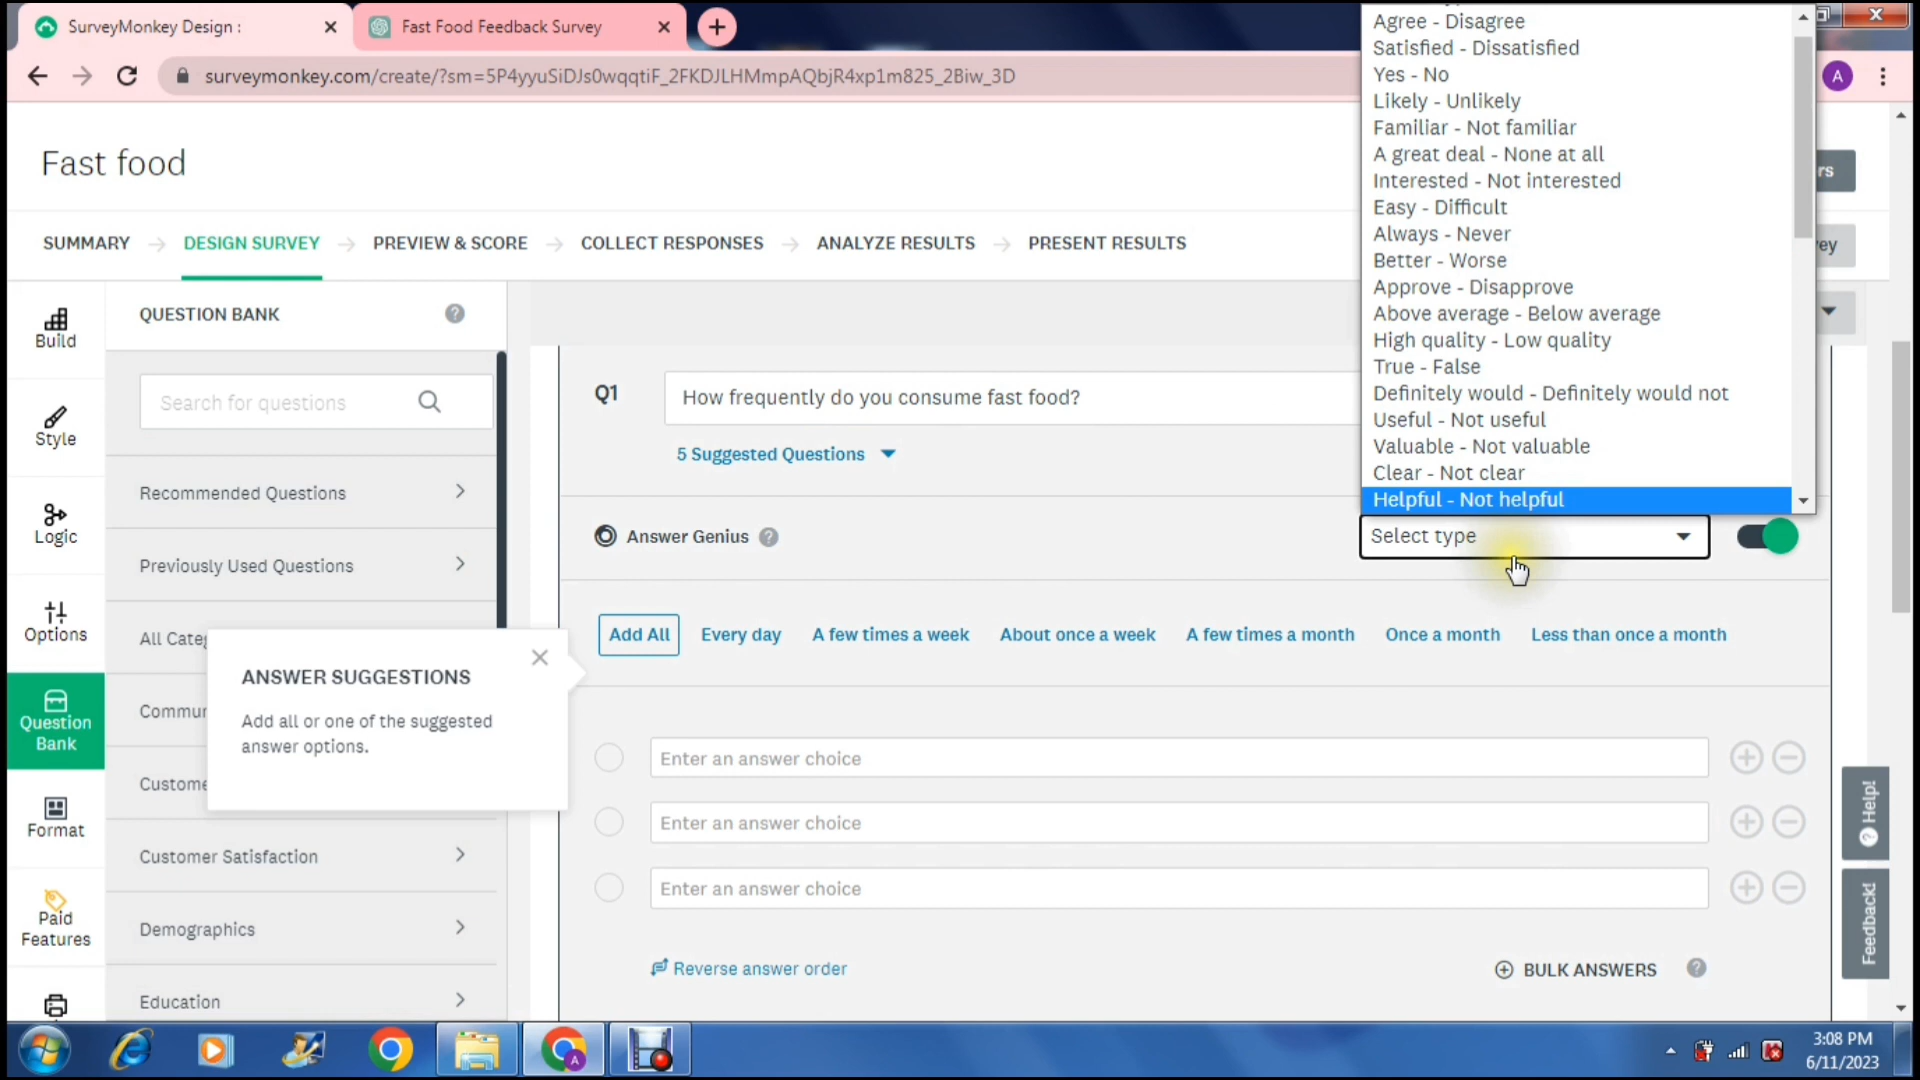 SurveyMonkey Design :
Fast Food Feedback Survey
surveymonkey.com/create/?sm=5P4yyuSiDJs0wqqtiF_2FKDJLHMmpAQbjR4xp1m825_2Biw_3D
A
Agree - Disagree
Satisfied - Dissatisfied
Yes - No
Likely - Unlikely
Familiar - Not familiar
A great deal - None at all
Interested - Not interested
Easy - Difficult
Always - Never
Better - Worse
Approve - Disapprove
Above average - Below average
High quality - Low quality
True - False
Definitely would - Definitely would not
Useful - Not useful
Valuable - Not valuable
Clear - Not clear
Helpful - Not helpful
Fast food
rs
SUMMARY
DESIGN SURVEY
PREVIEW & SCORE
COLLECT RESPONSES
ANALYZE RESULTS
PRESENT RESULTS
vey
Build
Style
Logic
Options
Question
Bank
Format
Paid
Features
QUESTION BANK
Search for questions
Recommended Questions
Previously Used Questions
All Categ
Commun
Custome
Customer Satisfaction
Demographics
Education
ANSWER SUGGESTIONS
Add all or one of the suggested
answer options.
Q1
How frequently do you consume fast food?
5 Suggested Questions
Answer Genius
Select type
Add All
Every day
A few times a week
About once a week
A few times a month
Once a month
Less than once a month
Enter an answer choice
Enter an answer choice
Enter an answer choice
Reverse answer order
BULK ANSWERS
Help!
Feedback!
A
3:08 PM
6/11/2023